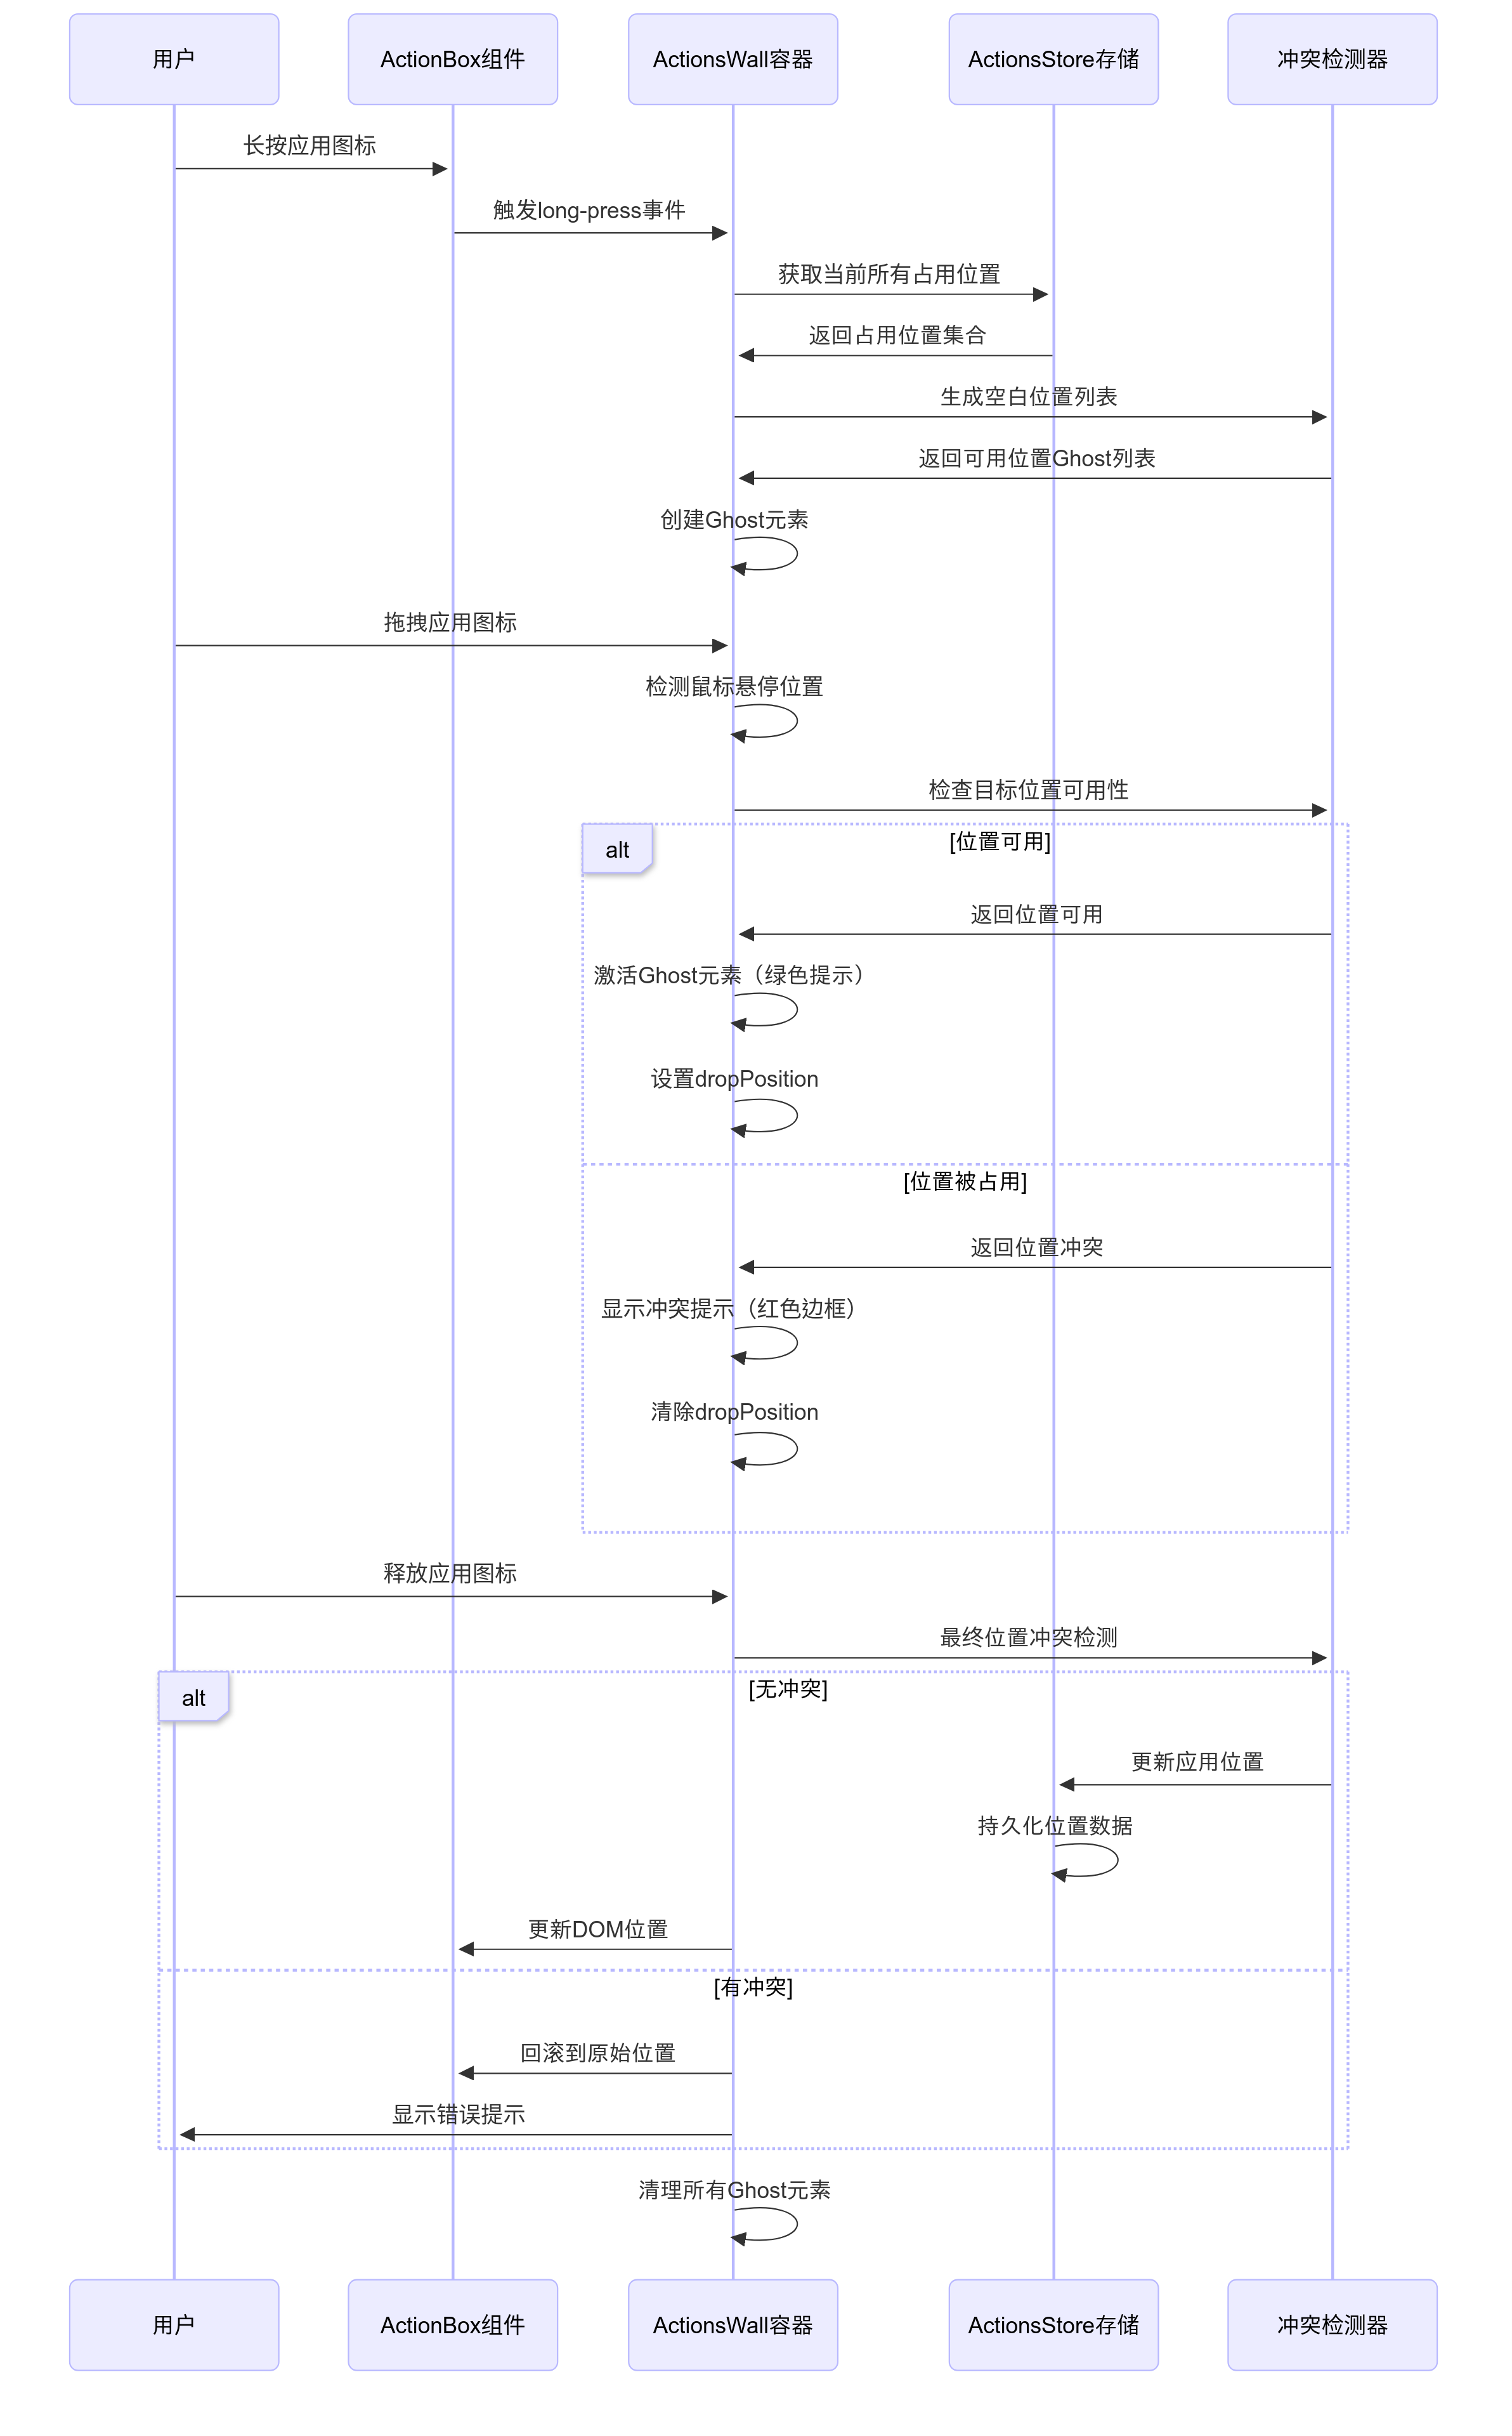 用户
ActionBox组件
ActionsWall容器
ActionsStore存储
冲突检测器
长按应用图标
触发long-press事件
获取当前所有占用位置
返回占用位置集合
生成空白位置列表
返回可用位置Ghost列表
创建Ghost元素
拖拽应用图标
检测鼠标悬停位置
检查目标位置可用性
alt
[位置可用]
返回位置可用
激活Ghost元素（绿色提示）
设置dropPosition
[位置被占用]
返回位置冲突
显示冲突提示（红色边框）
清除dropPosition
释放应用图标
最终位置冲突检测
alt
[无冲突]
更新应用位置
持久化位置数据
更新DOM位置
[有冲突]
回滚到原始位置
显示错误提示
清理所有Ghost元素
用户
ActionBox组件
ActionsWall容器
ActionsStore存储
冲突检测器